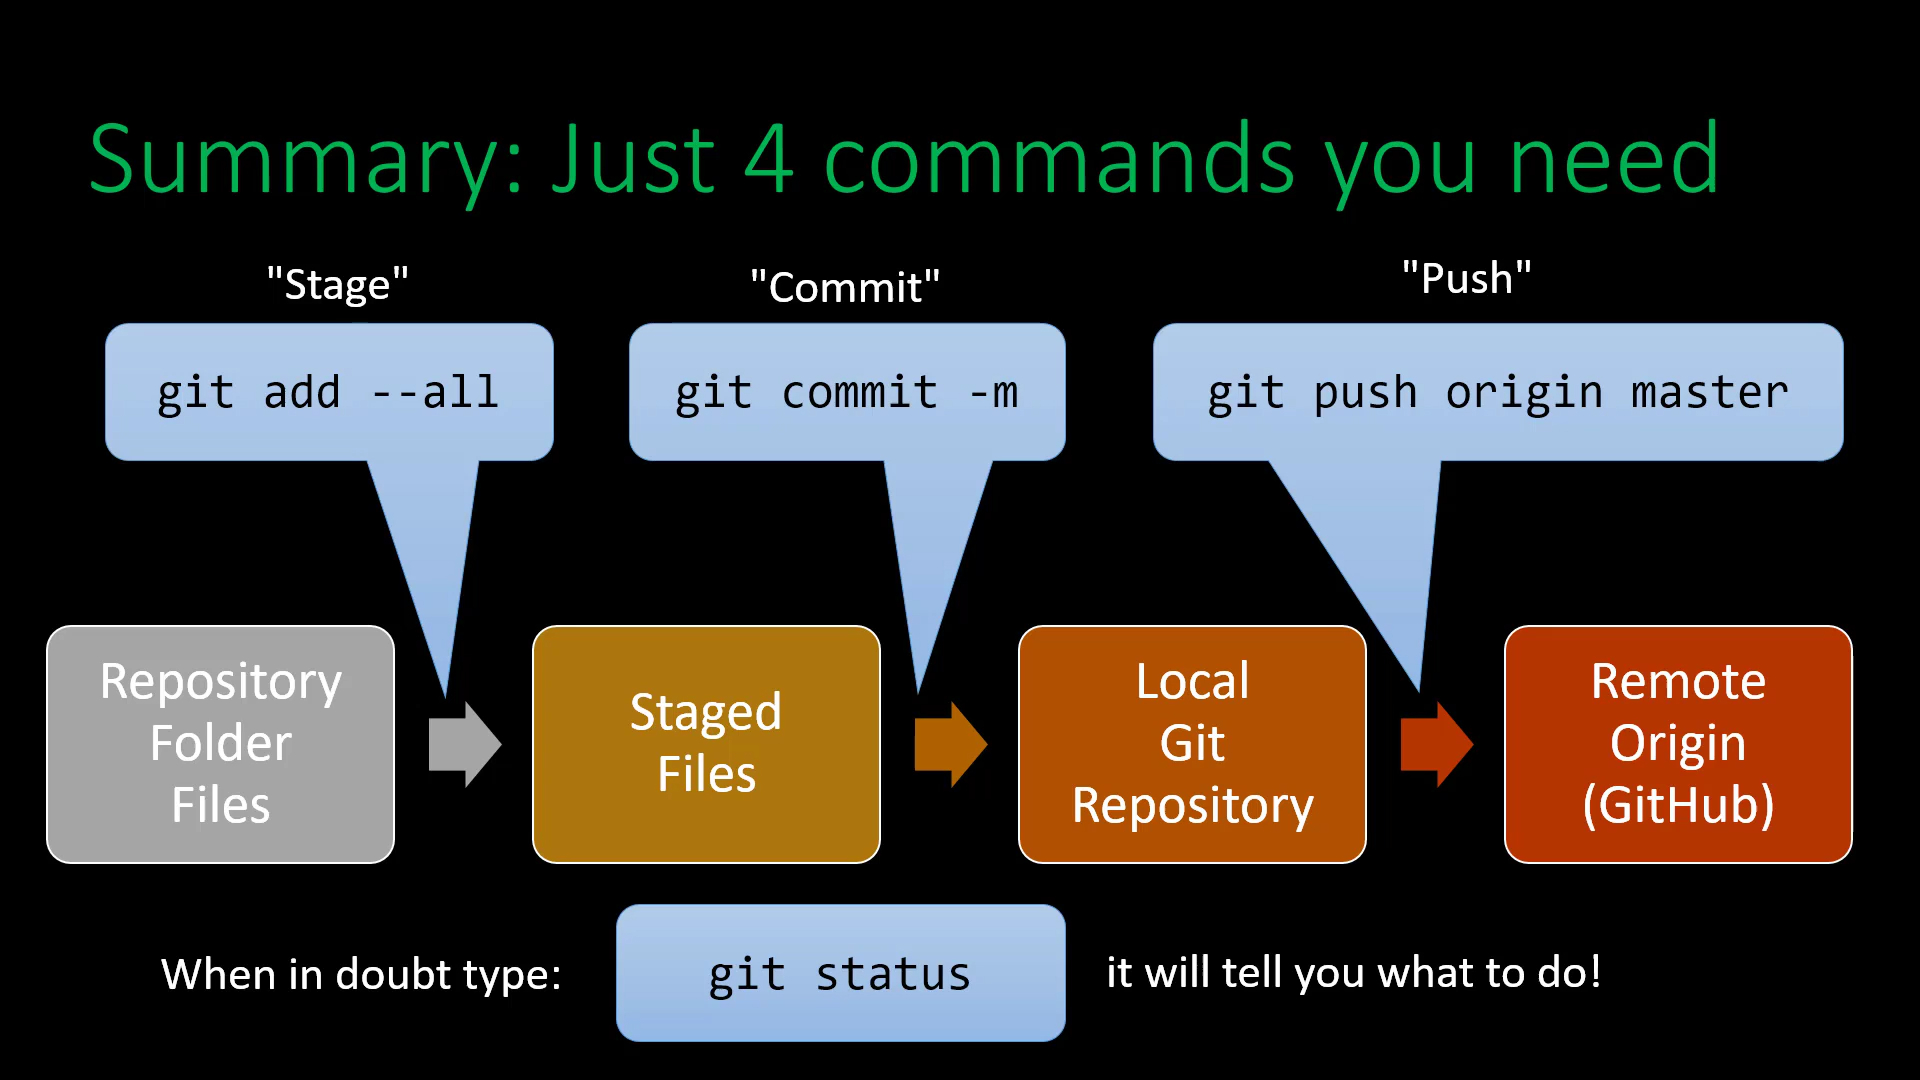 Summary: Just 4 commands you need
"Stage"
"Commit"
"Push"
git add --all
git commit -m
git push origin master
Repository
Folder
Files
Staged
Files
Local
Git
Repository
Remote
Origin
(GitHub)
When in doubt type:
git status
it will tell you what to do!